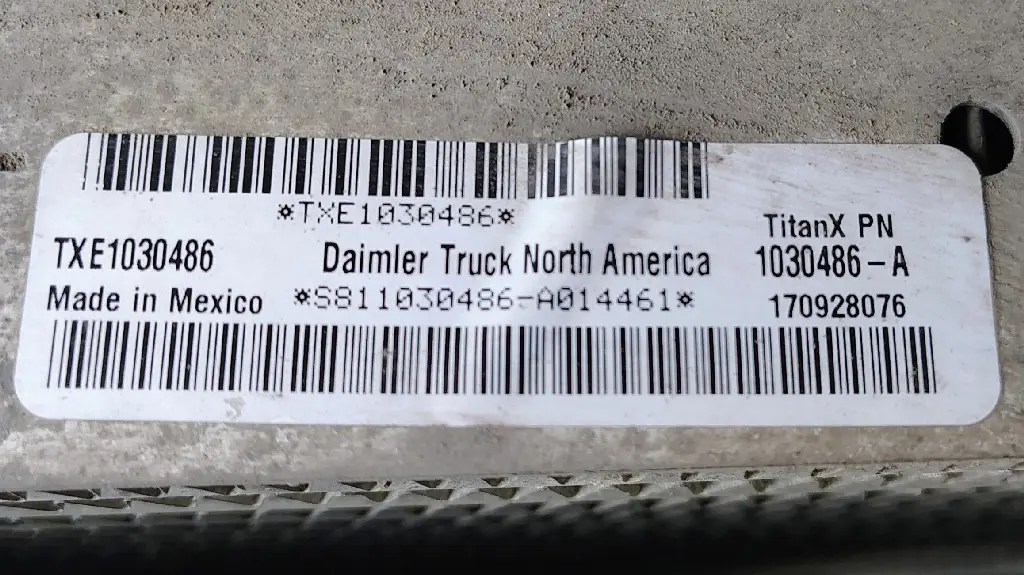 *TXE1030486*
TitanX PN
TXE1030486 Daimler Truck North America 1030486-A
Made in Mexico *S811030486-A014461* 170928076